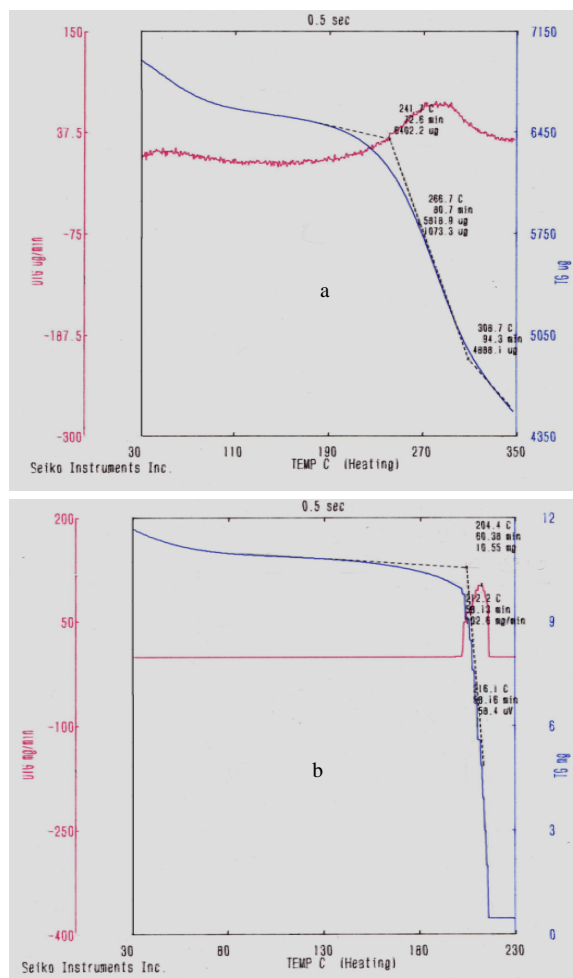 0.5 sec
150
7150
241.7 C
72.6 min
6402.2 ug
37.5
6450
266.7 C
80.7 min
5818.9 ug
1073.3 ug
-75
5750
DTG ug/min
TG ug
a
308.7 C
94.3 min
4888.1 ug
-187.5
5050
-300
4350
30
110
190
270
350
Seiko Instruments Inc.
TEMP C (Heating)
0.5 sec
200
12
204.4 C
60.38 min
10.55 mg
212.2 C
min
mg/min
50
9
216.1 C
min
58.4 uV
-100
6
DTG mg/min
TG mg
b
-250
3
-400
0
30
80
130
180
230
Seiko Instruments Inc.
TEMP C (Heating)